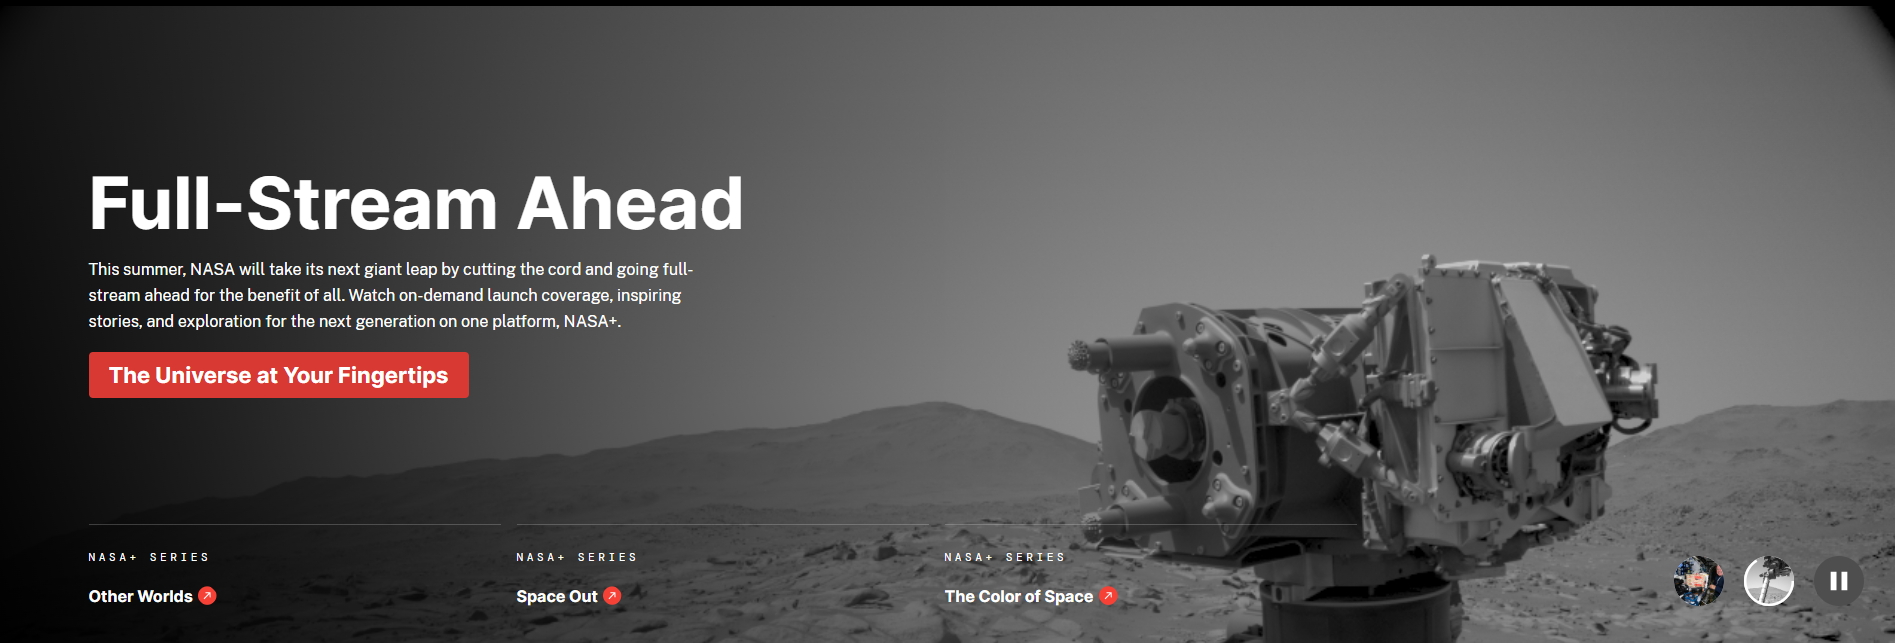 Full-Stream Ahead
This summer, NASA will take its next giant leap by cutting the cord and going full-
stream ahead for the benefit of all. Watch on-demand launch coverage, inspiring
stories, and exploration for the next generation on one platform, NASA+.
The Universe at Your Fingertips
NASA+ SERIES
Other Worlds
NASA+ SERIES
Space Out
NASA+ SERIES
The Color of Space